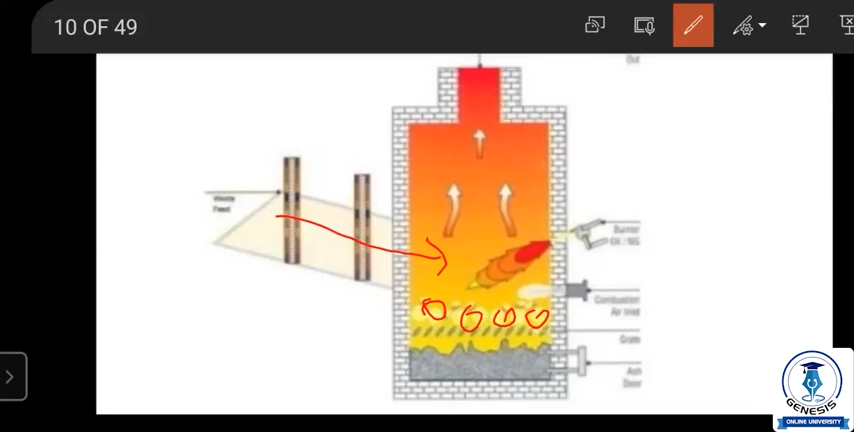 10 OF 49
Out
Waste
Feed
Burner
Oil / NG
Combustion
Air Inlet
Grate
Ash
Door
GENESIS
ONLINE UNIVERSITY